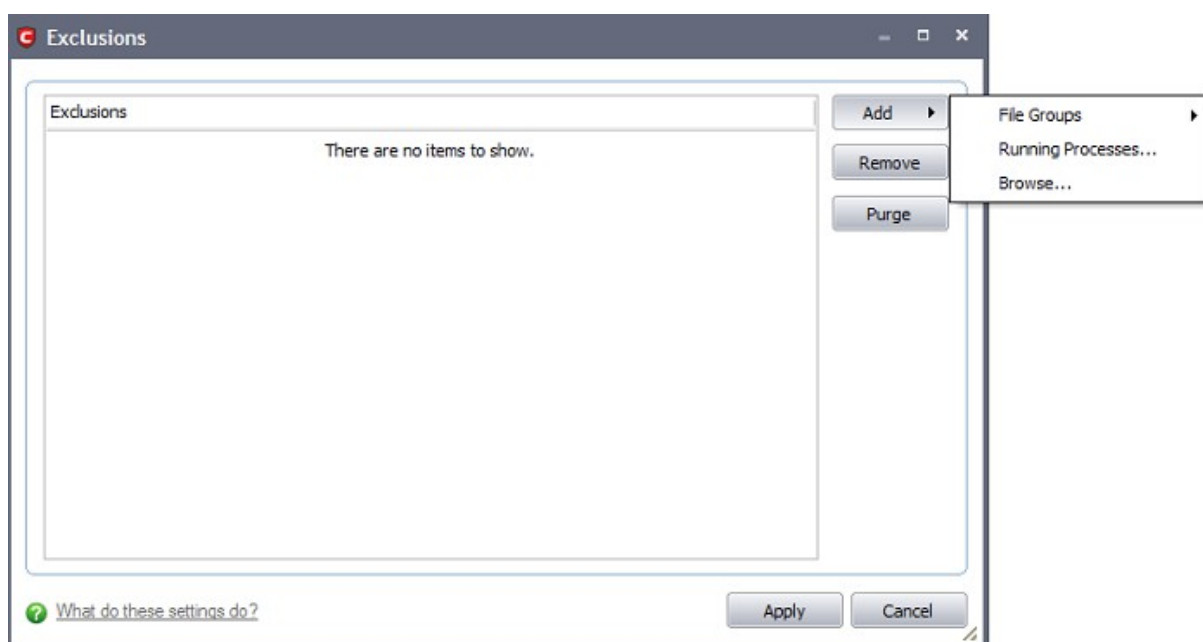 Exclusions
Exclusions
There are no items to show.
Add
Remove
Purge
File Groups
Running Processes...
Browse...
What do these settings do?
Apply
Cancel